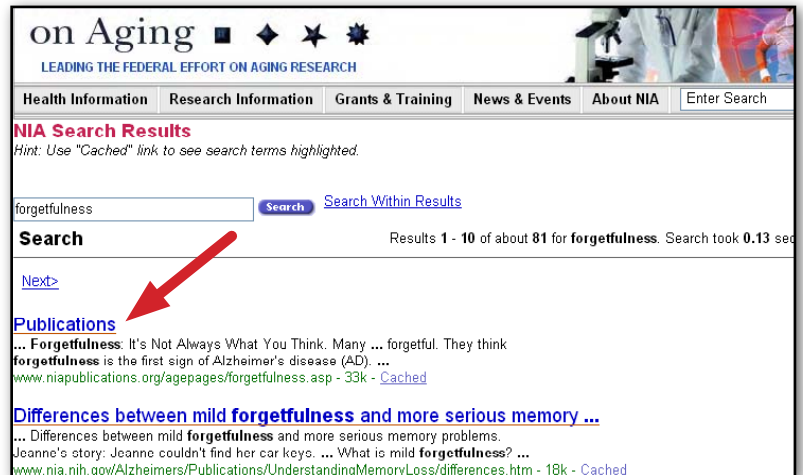 on Aging
LEADING THE FEDERAL EFFORT ON AGING RESEARCH
Health Information Research Information Grants & Training News & Events About NIA Enter Search
NIA Search Results
Hint: Use "Cached" link to see search terms highlighted.
forgetfulness Search Search Within Results
Search Results 1 - 10 of about 81 for forgetfulness. Search took 0.13 sec
Next>
Publications
... Forgetfulness: It's Not Always What You Think. Many ... forgetful. They think
forgetfulness is the first sign of Alzheimer's disease (AD). ...
www.niapublications.org/agepages/forgetfulness.asp - 33k - Cached
Differences between mild forgetfulness and more serious memory ...
... Differences between mild forgetfulness and more serious memory problems.
Jeanne's story: Jeanne couldn't find her car keys. ... What is mild forgetfulness? ...
www.nia.nih.gov/Alzheimers/Publications/UnderstandingMemoryLoss/differences.htm - 18k - Cached